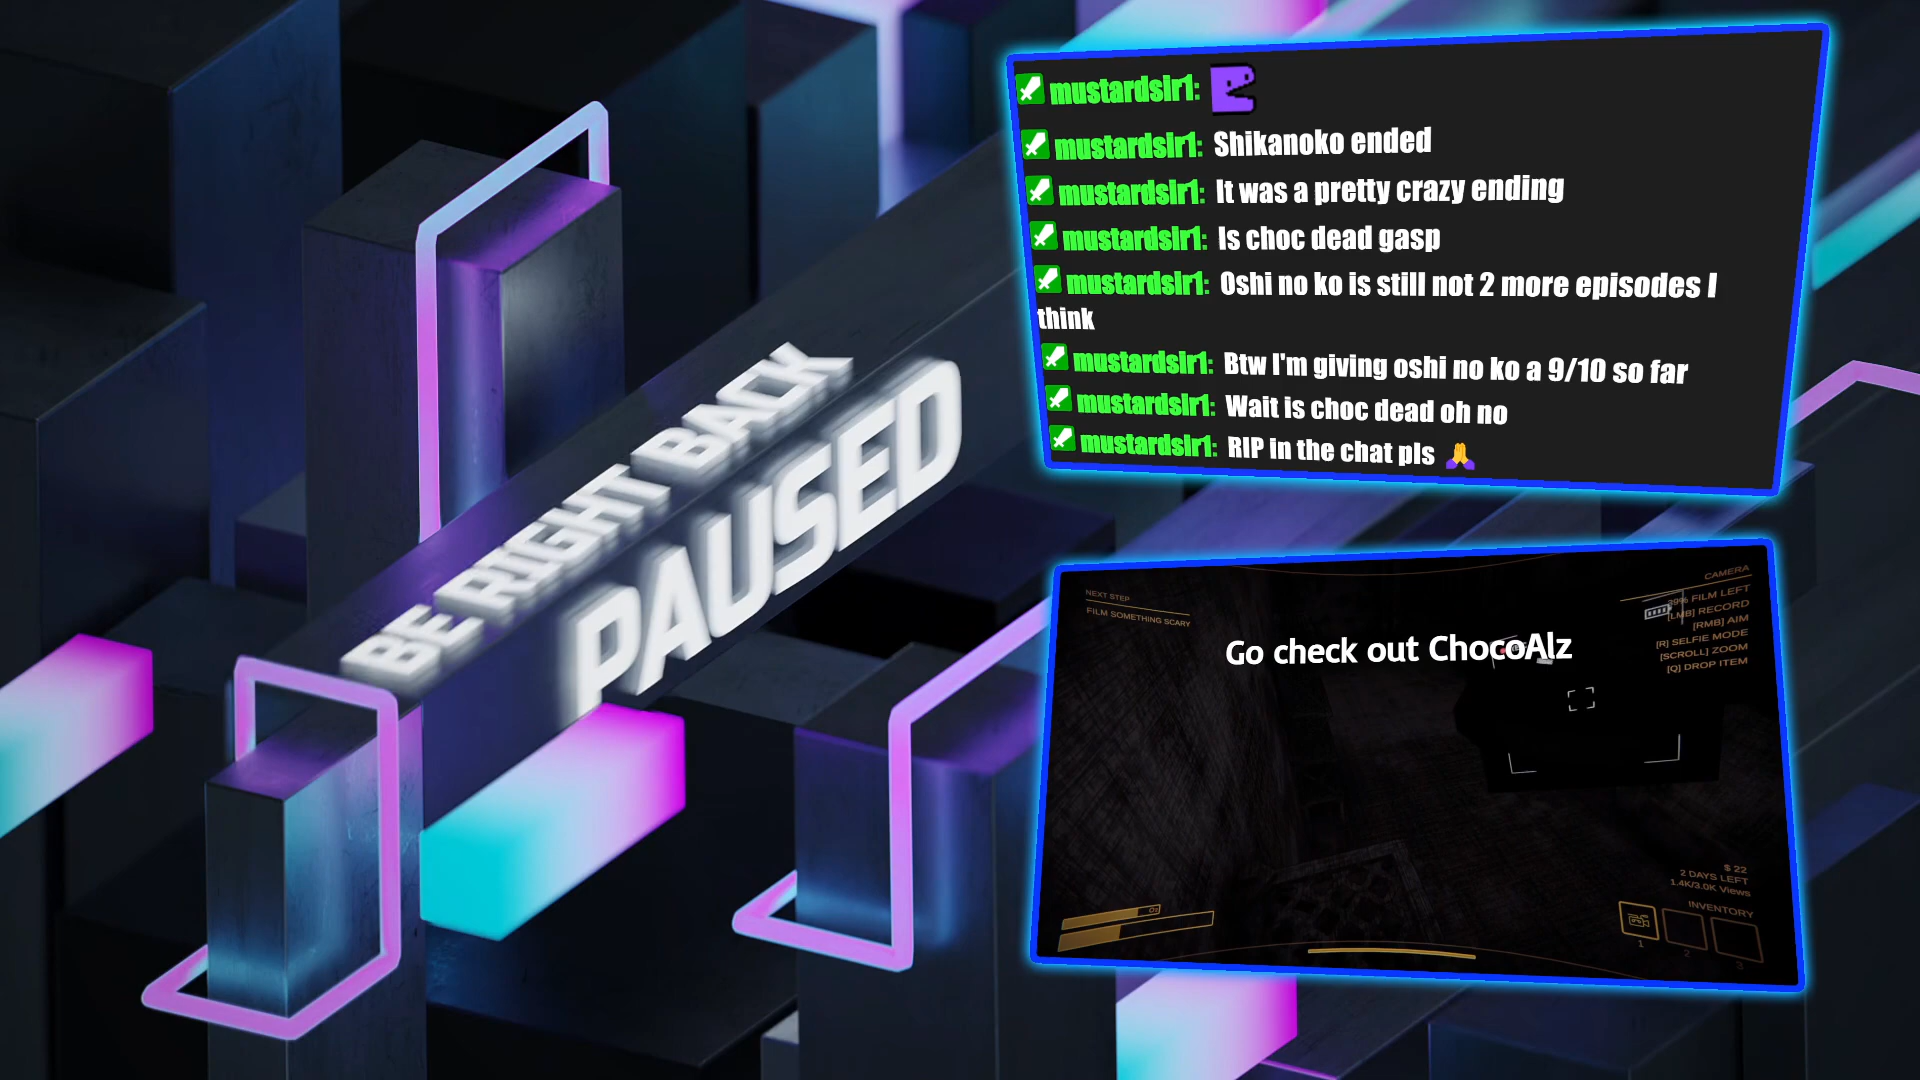 BE RIGHT BACK
PAUSED
mustardsir1:
mustardsir1: Shikanoko ended
mustardsir1: It was a pretty crazy ending
mustardsir1: Is choc dead gasp
mustardsir1: Oshi no ko is still not 2 more episodes I
think
mustardsir1: Btw I'm giving oshi no ko a 9/10 so far
mustardsir1: Wait is choc dead oh no
mustardsir1: RIP in the chat pls 🙏
NEXT STEP
FILM SOMETHING SCARY
Go check out ChocoAlz
CAMERA
39% FILM LEFT
[LMB] RECORD
[RMB] AIM
[R] SELFIE MODE
[SCROLL] ZOOM
[Q] DROP ITEM
$ 22
2 DAYS LEFT
1.4K/3.0K Views
INVENTORY
1
2
3